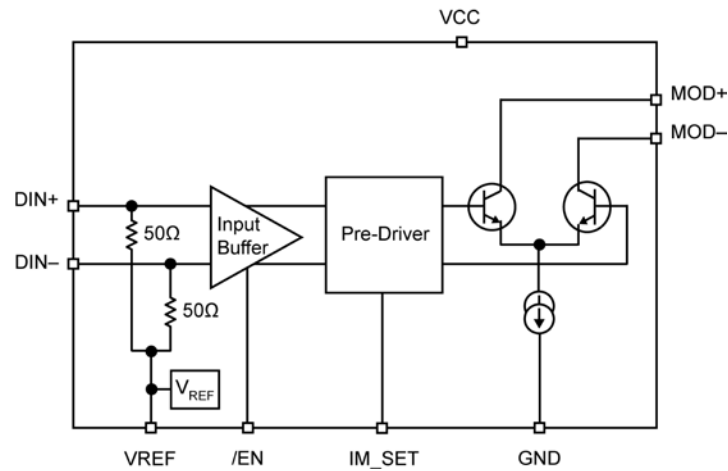 VCC
MOD+
MOD–
DIN+
50Ω
Input
Buffer
Pre-Driver
DIN–
50Ω
VREF
VREF
/EN
IM_SET
GND